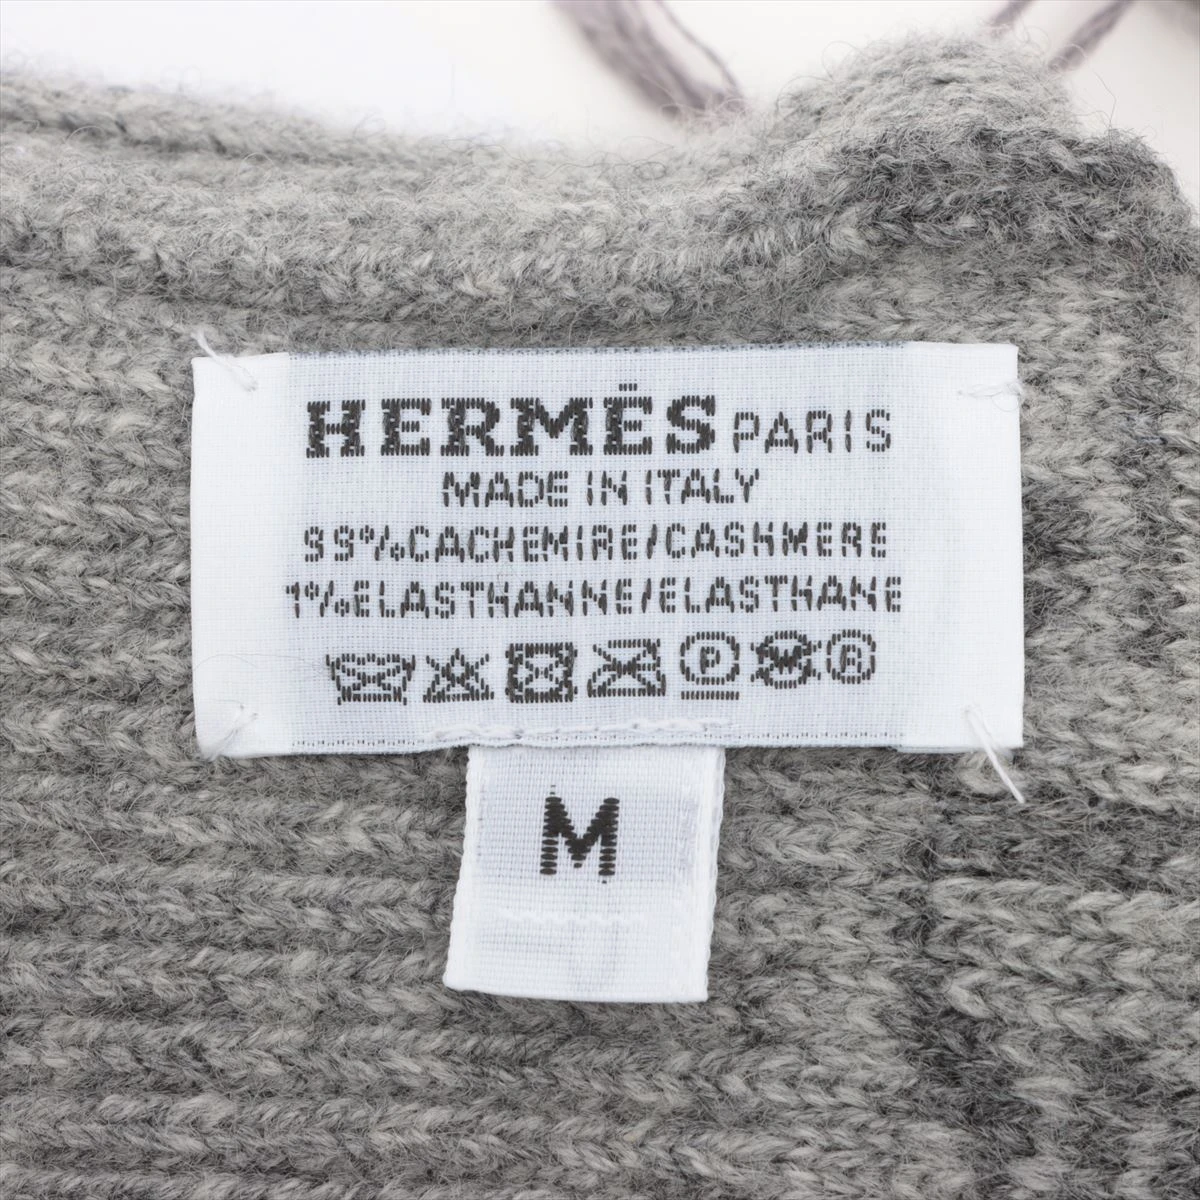 HERMÈS PARIS
MADE IN ITALY
99%CACHEMIRE/CASHMERE
1%ELASTHANNE/ELASTHANE
P W R
M